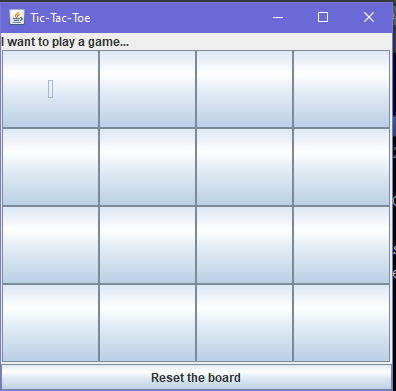 Tic-Tac-Toe
I want to play a game...
Reset the board